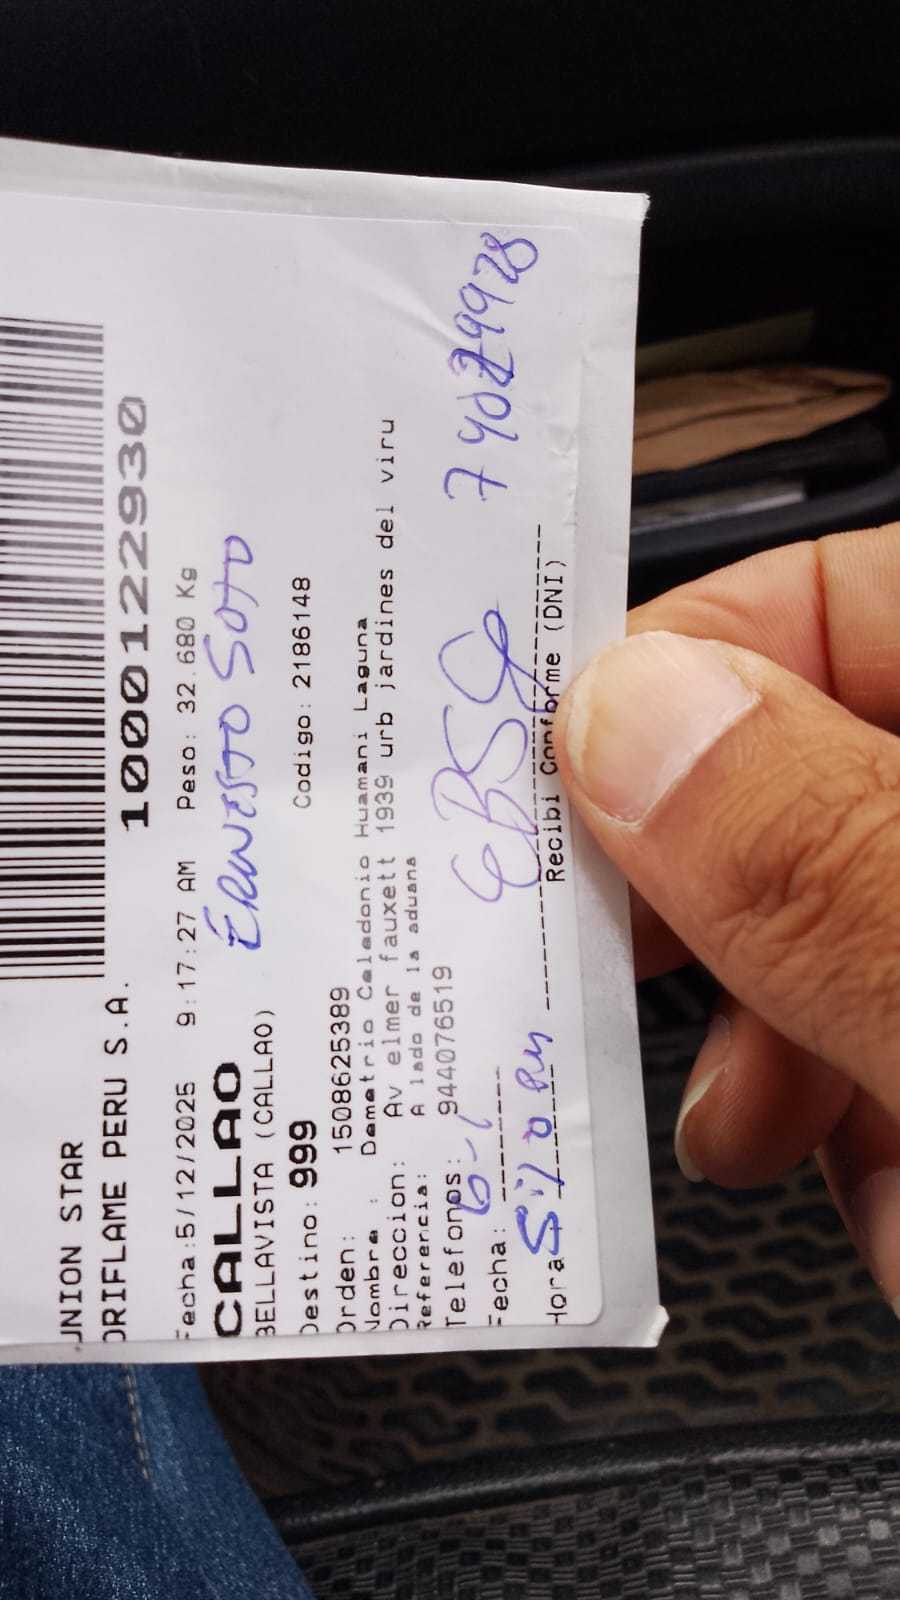 UNION STAR
ORIFLAME PERU S.A. 1000122930
Fecha:5/12/2025 9:17:27 AM Peso: 32.680 Kg
CALLAO ERNESTO SOTO
BELLAVISTA (CALLAO)
Destino: 999 Codigo: 2186148
Orden: 1508625389
Nombre : Demetrio Celedonio Huamani Laguna
Direccion: Av elmer fauxett 1939 urb jardines del viru
Referencia: A lado de la aduana
Telefonos: 944076519
Fecha:
Hora
Recibi Conforme (DNI)